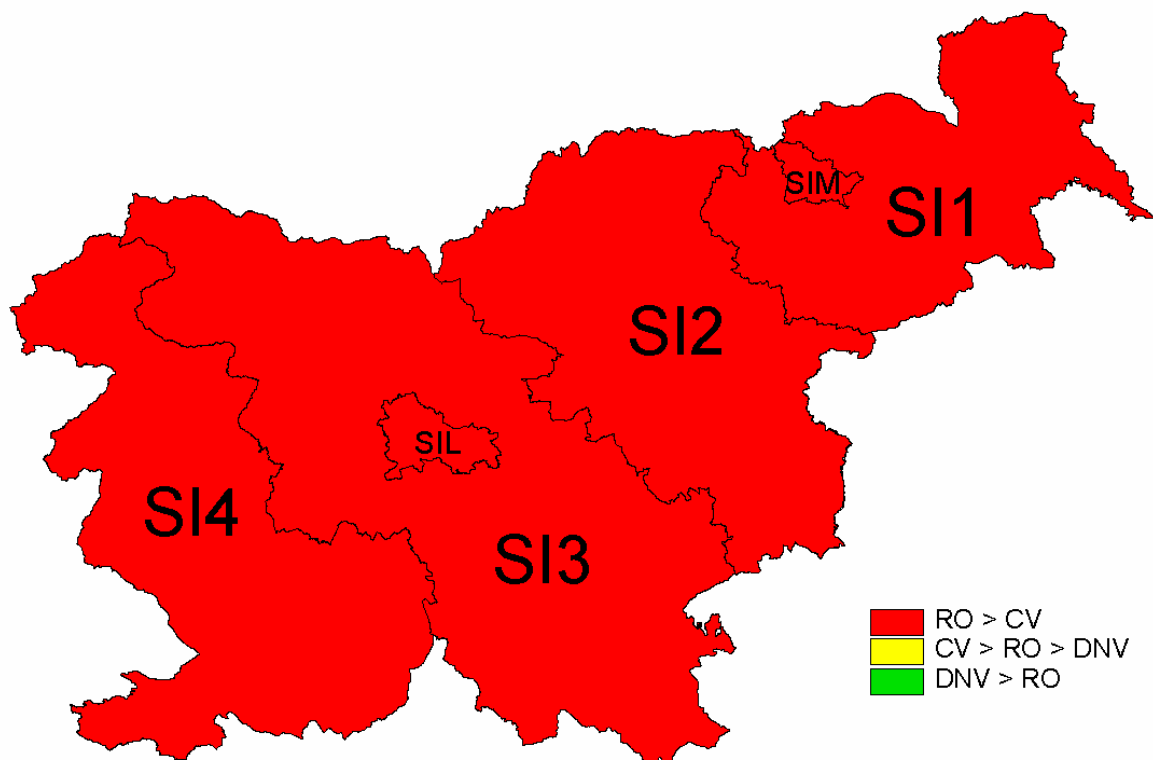 SIM
SI1
SI2
SIL
SI4
SI3
RO > CV
CV > RO > DNV
DNV > RO